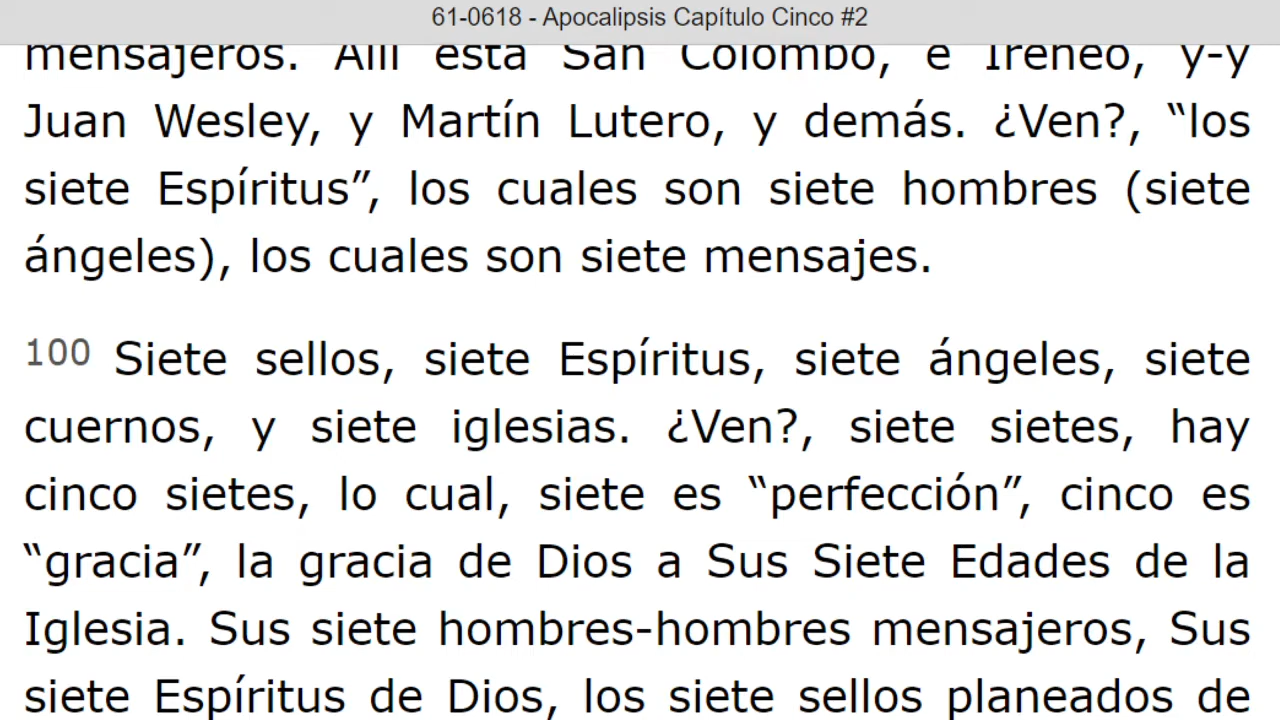 61-0618 - Apocalipsis Capítulo Cinco #2
mensajeros. Allí está San Colombo, e Ireneo, y-y
Juan Wesley, y Martín Lutero, y demás. ¿Ven?, “los
siete Espíritus”, los cuales son siete hombres (siete
ángeles), los cuales son siete mensajes.
100 Siete sellos, siete Espíritus, siete ángeles, siete
cuernos, y siete iglesias. ¿Ven?, siete sietes, hay
cinco sietes, lo cual, siete es “perfección”, cinco es
“gracia”, la gracia de Dios a Sus Siete Edades de la
Iglesia. Sus siete hombres-hombres mensajeros, Sus
siete Espíritus de Dios, los siete sellos planeados de